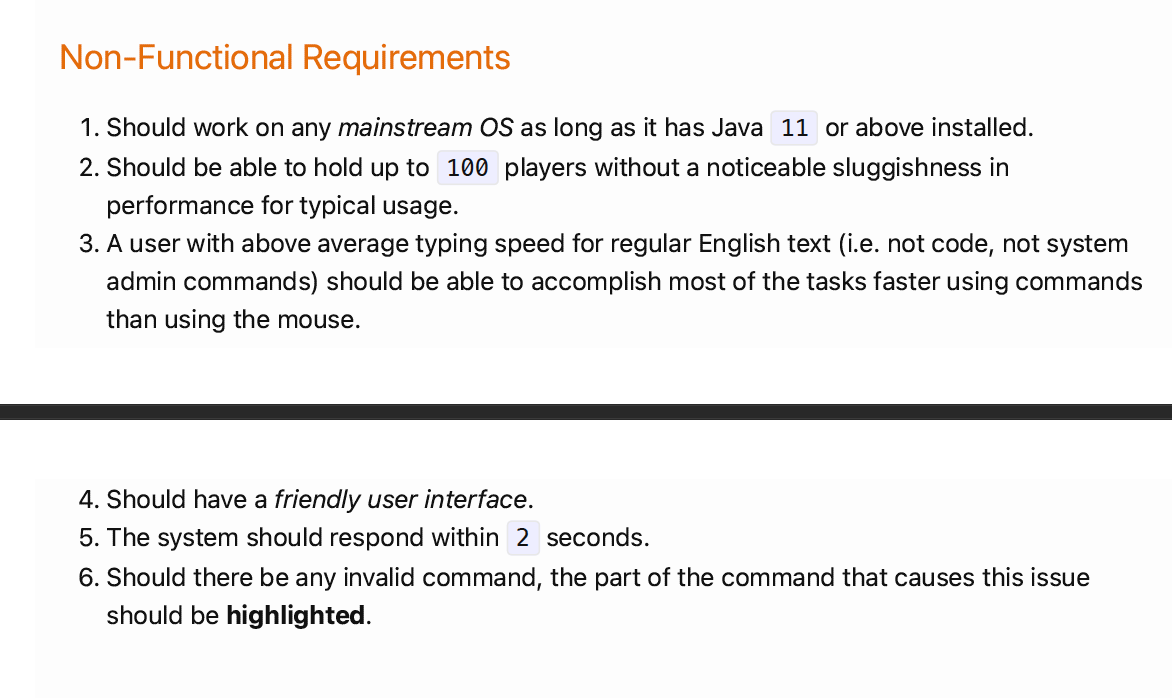 Non-Functional Requirements
1. Should work on any mainstream OS as long as it has Java 11 or above installed.
2. Should be able to hold up to 100 players without a noticeable sluggishness in
performance for typical usage.
3. A user with above average typing speed for regular English text (i.e. not code, not system
admin commands) should be able to accomplish most of the tasks faster using commands
than using the mouse.
4. Should have a friendly user interface.
5. The system should respond within 2 seconds.
6. Should there be any invalid command, the part of the command that causes this issue
should be highlighted.